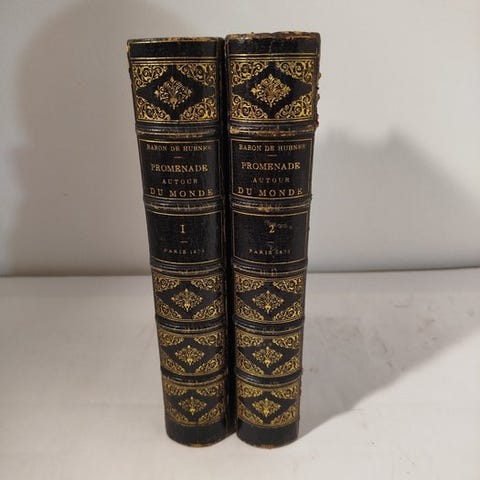 BARON DE HUBNER
PROMENADE
AUTOUR
DU MONDE
1
PARIS 1873
BARON DE HUBNER
PROMENADE
AUTOUR
DU MONDE
2
PARIS 1873